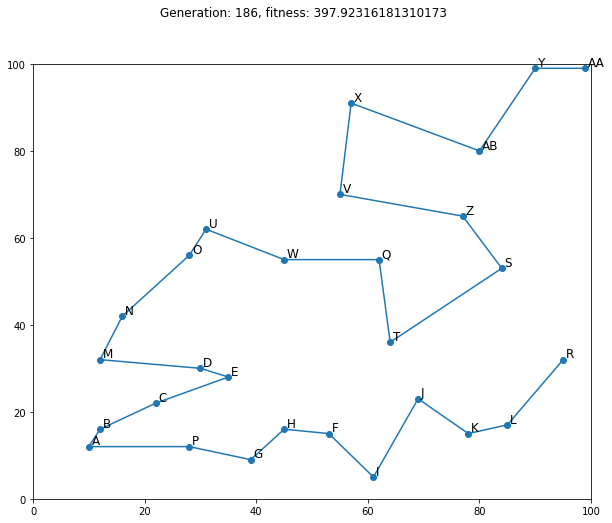 Generation: 186, fitness: 397.92316181310173
100
Y
AA
X
80
AB
V
Z
60
U
O
W
Q
S
40
N
T
M
D
E
R
20
C
J
B
A
P
G
H
F
I
K
L
0
0
20
40
60
80
100